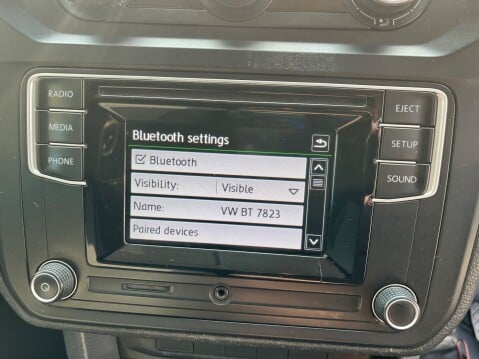 RADIO
MEDIA
PHONE
Bluetooth settings
Bluetooth
Visibility: Visible
Name: VW BT 7823
Paired devices
EJECT
SETUP
SOUND